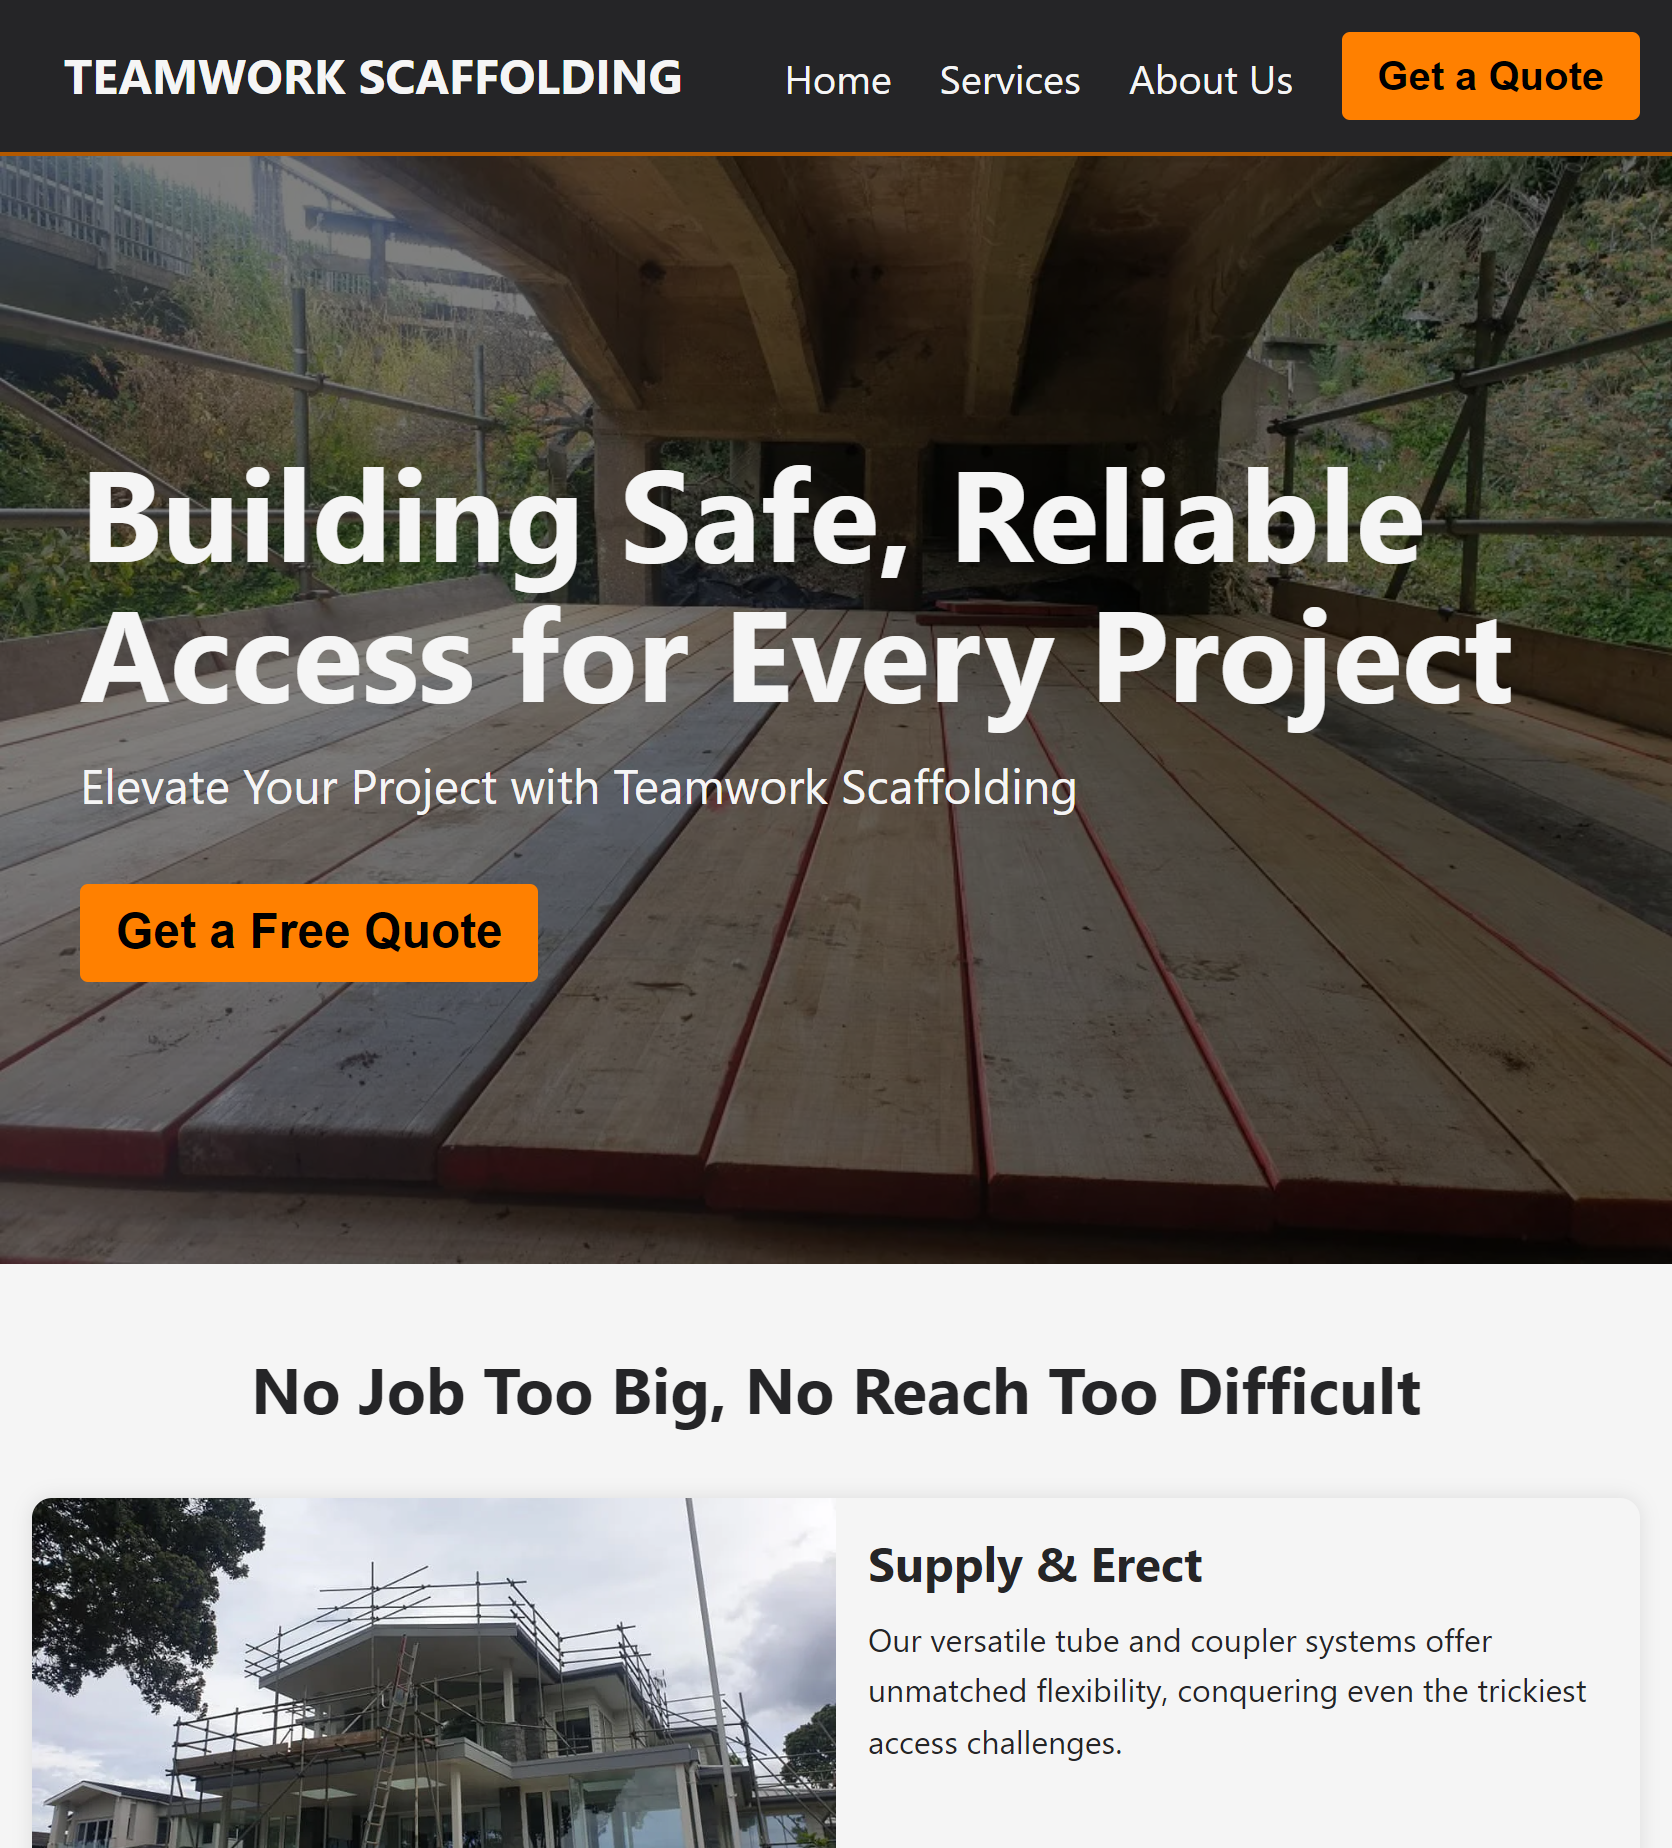 TEAMWORK SCAFFOLDING
Home
Services
About Us
Get a Quote
Building Safe, Reliable
Access for Every Project
Elevate Your Project with Teamwork Scaffolding
Get a Free Quote
No Job Too Big, No Reach Too Difficult
Supply & Erect
Our versatile tube and coupler systems offer
unmatched flexibility, conquering even the trickiest
access challenges.